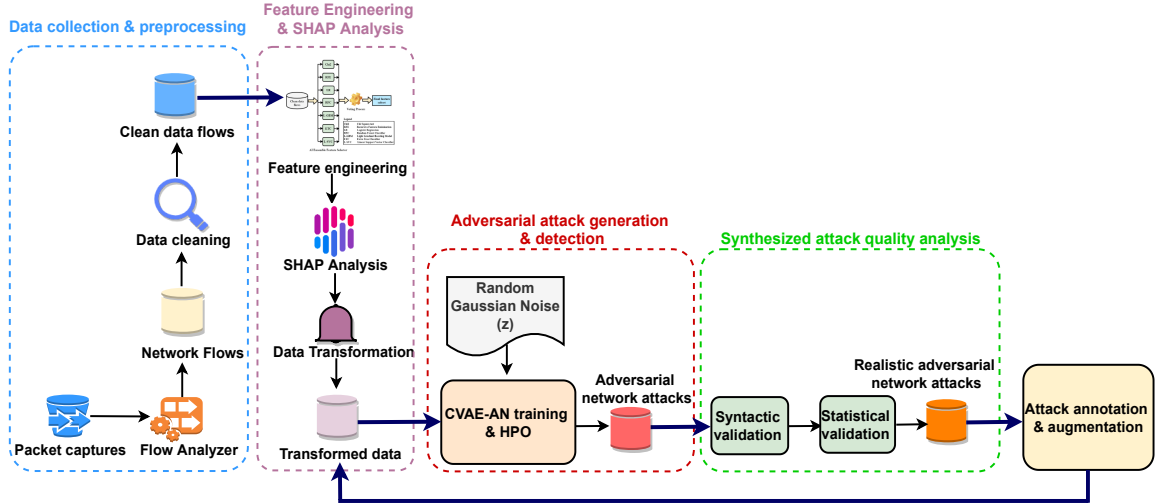 Data collection & preprocessing
Clean data flows
Data cleaning
Network Flows
Packet captures
Flow Analyzer
Feature Engineering
& SHAP Analysis
Feature engineering
SHAP Analysis
Data Transformation
Transformed data
Adversarial attack generation
& detection
Random
Gaussian Noise
(z)
CVAE-AN training
& HPO
Adversarial
network attacks
Synthesized attack quality analysis
Syntactic
validation
Statistical
validation
Realistic adversarial
network attacks
Attack annotation
& augmentation